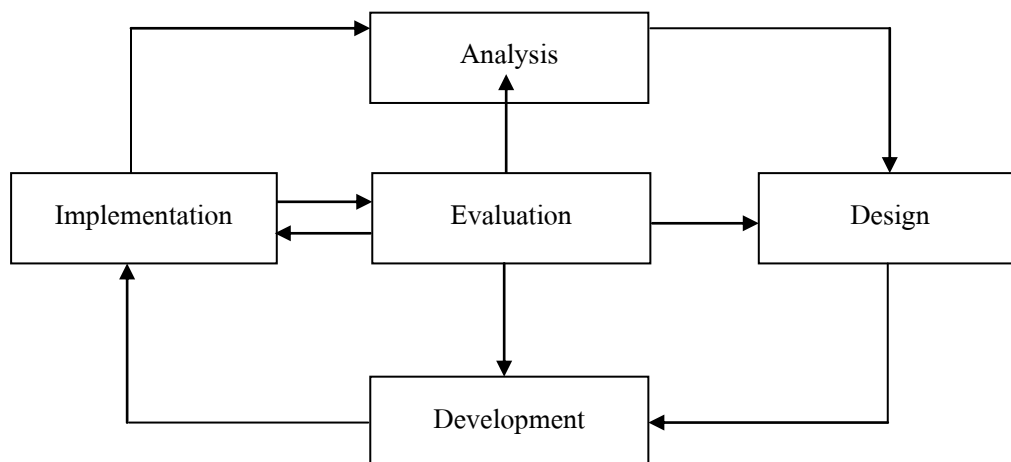 Analysis
Implementation
Evaluation
Design
Development